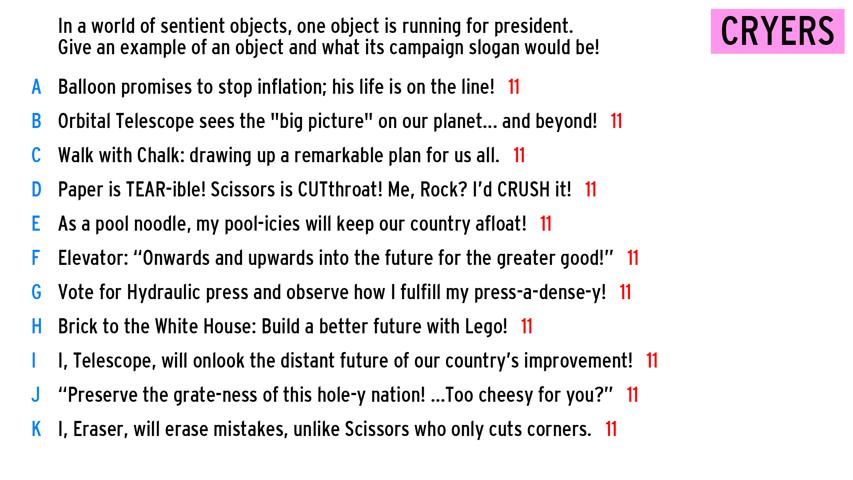 In a world of sentient objects, one object is running for president.
Give an example of an object and what its campaign slogan would be!
CRYERS
A Balloon promises to stop inflation; his life is on the line! 11
B Orbital Telescope sees the "big picture" on our planet... and beyond! 11
C Walk with Chalk: drawing up a remarkable plan for us all. 11
D Paper is TEAR-ible! Scissors is CUTthroat! Me, Rock? I'd CRUSH it! 11
E As a pool noodle, my pool-icies will keep our country afloat! 11
F Elevator: “Onwards and upwards into the future for the greater good!” 11
G Vote for Hydraulic press and observe how I fulfill my press-a-dense-y! 11
H Brick to the White House: Build a better future with Lego! 11
I I, Telescope, will onlook the distant future of our country’s improvement! 11
J “Preserve the grate-ness of this hole-y nation! ...Too cheesy for you?” 11
K I, Eraser, will erase mistakes, unlike Scissors who only cuts corners. 11